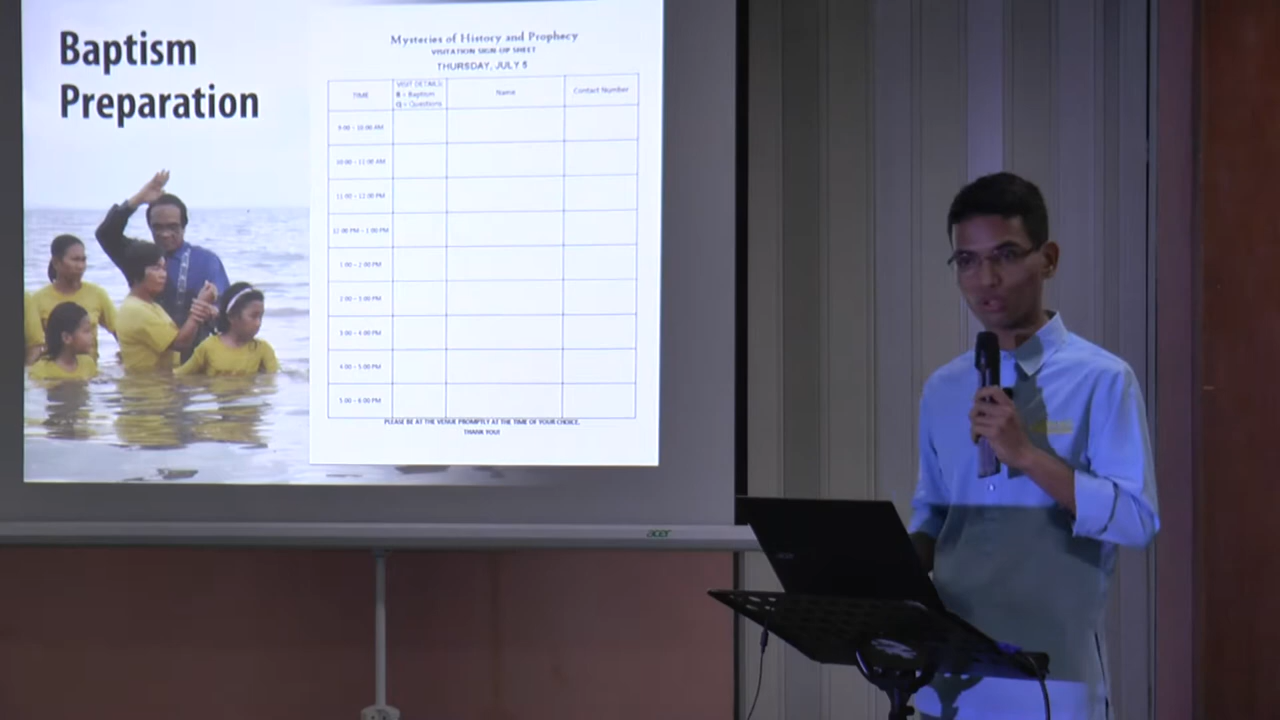 Baptism
Preparation
Mysteries of History and Prophecy
VISITATION SIGN-UP SHEET
THURSDAY, JULY 5
TIME
VISIT DETAILS:
B - Baptism
Q - Questions
Name
Contact Number
9:00 - 10:00 AM
10:00 - 11:00 AM
11:00 - 12:00 PM
12:00 PM - 1:00 PM
1:00 - 2:00 PM
2:00 - 3:00 PM
3:00 - 4:00 PM
4:00 - 5:00 PM
5:00 - 6:00 PM
PLEASE BE AT THE VENUE PROMPTLY AT THE TIME OF YOUR CHOICE.
THANK YOU!
acer
acer